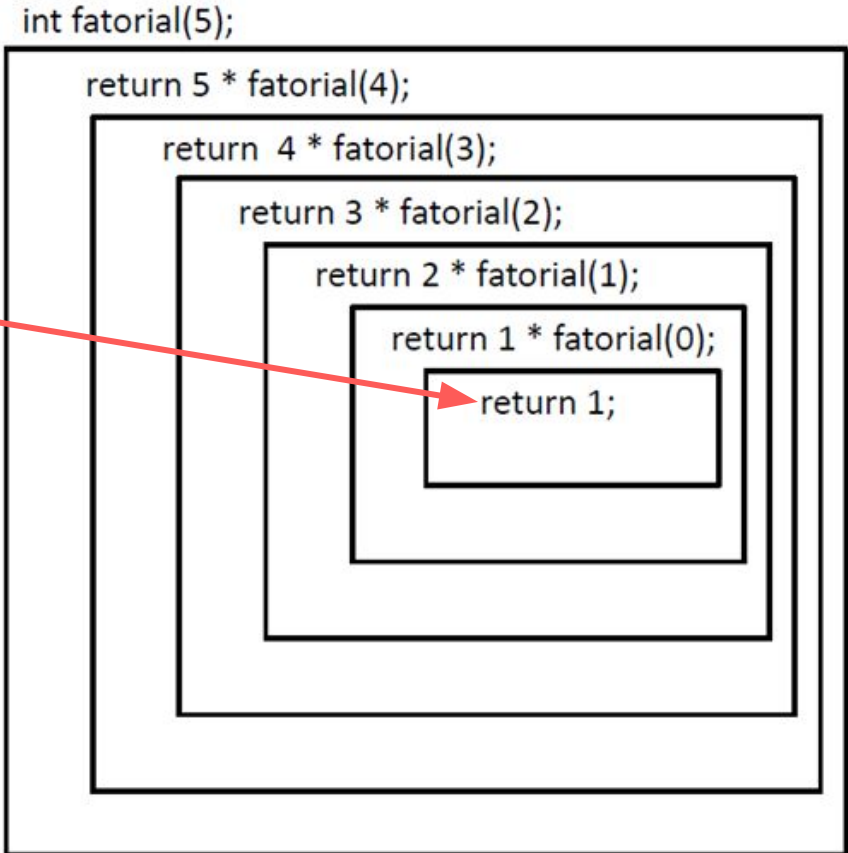 int fatorial(5);
return 5 * fatorial(4);
return 4 * fatorial(3);
return 3 * fatorial(2);
return 2 * fatorial(1);
return 1 * fatorial(0);
return 1;